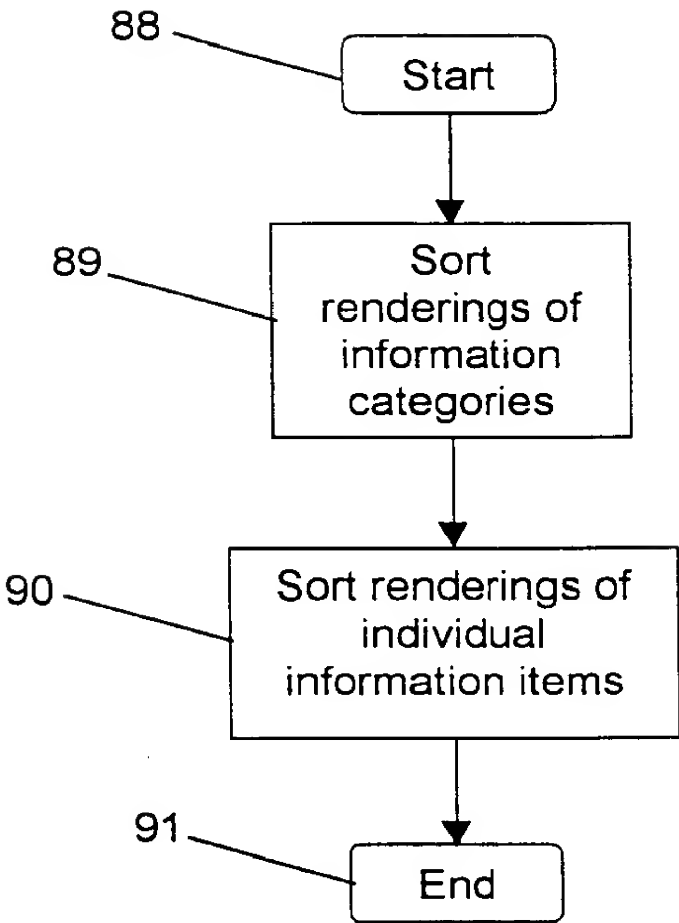 88
Start
89
Sort
renderings of
information
categories
90
Sort renderings of
individual
information items
91
End